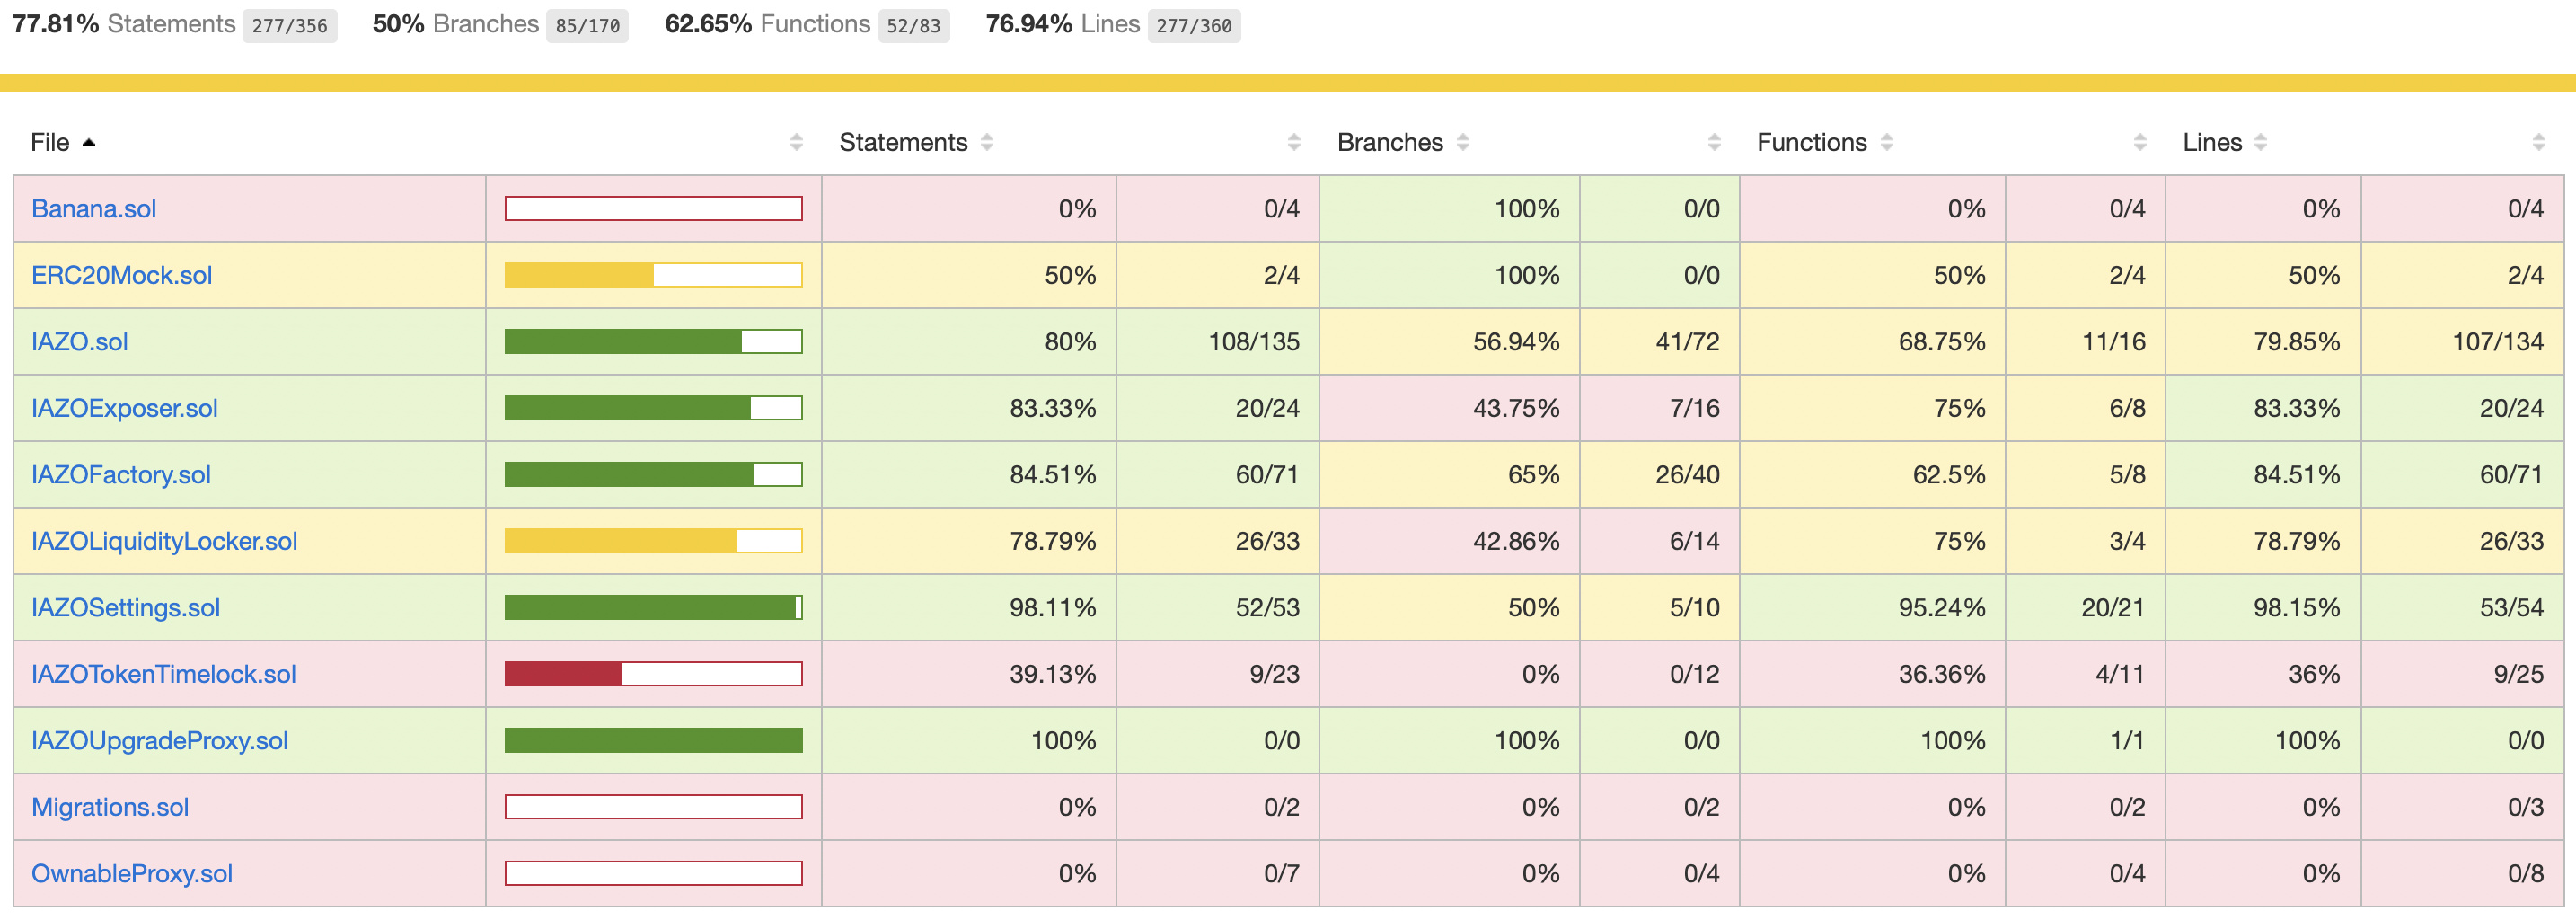 77.81% Statements 277/356 50% Branches 85/170 62.65% Functions 52/83 76.94% Lines 277/360
File Statements Branches Functions Lines
Banana.sol 0% 0/4 100% 0/0 0% 0/4 0% 0/4
ERC20Mock.sol 50% 2/4 100% 0/0 50% 2/4 50% 2/4
IAZO.sol 80% 108/135 56.94% 41/72 68.75% 11/16 79.85% 107/134
IAZOExposer.sol 83.33% 20/24 43.75% 7/16 75% 6/8 83.33% 20/24
IAZOFactory.sol 84.51% 60/71 65% 26/40 62.5% 5/8 84.51% 60/71
IAZOLiquidityLocker.sol 78.79% 26/33 42.86% 6/14 75% 3/4 78.79% 26/33
IAZOSettings.sol 98.11% 52/53 50% 5/10 95.24% 20/21 98.15% 53/54
IAZOTokenTimelock.sol 39.13% 9/23 0% 0/12 36.36% 4/11 36% 9/25
IAZOUpgradeProxy.sol 100% 0/0 100% 0/0 100% 1/1 100% 0/0
Migrations.sol 0% 0/2 0% 0/2 0% 0/2 0% 0/3
OwnableProxy.sol 0% 0/7 0% 0/4 0% 0/4 0% 0/8